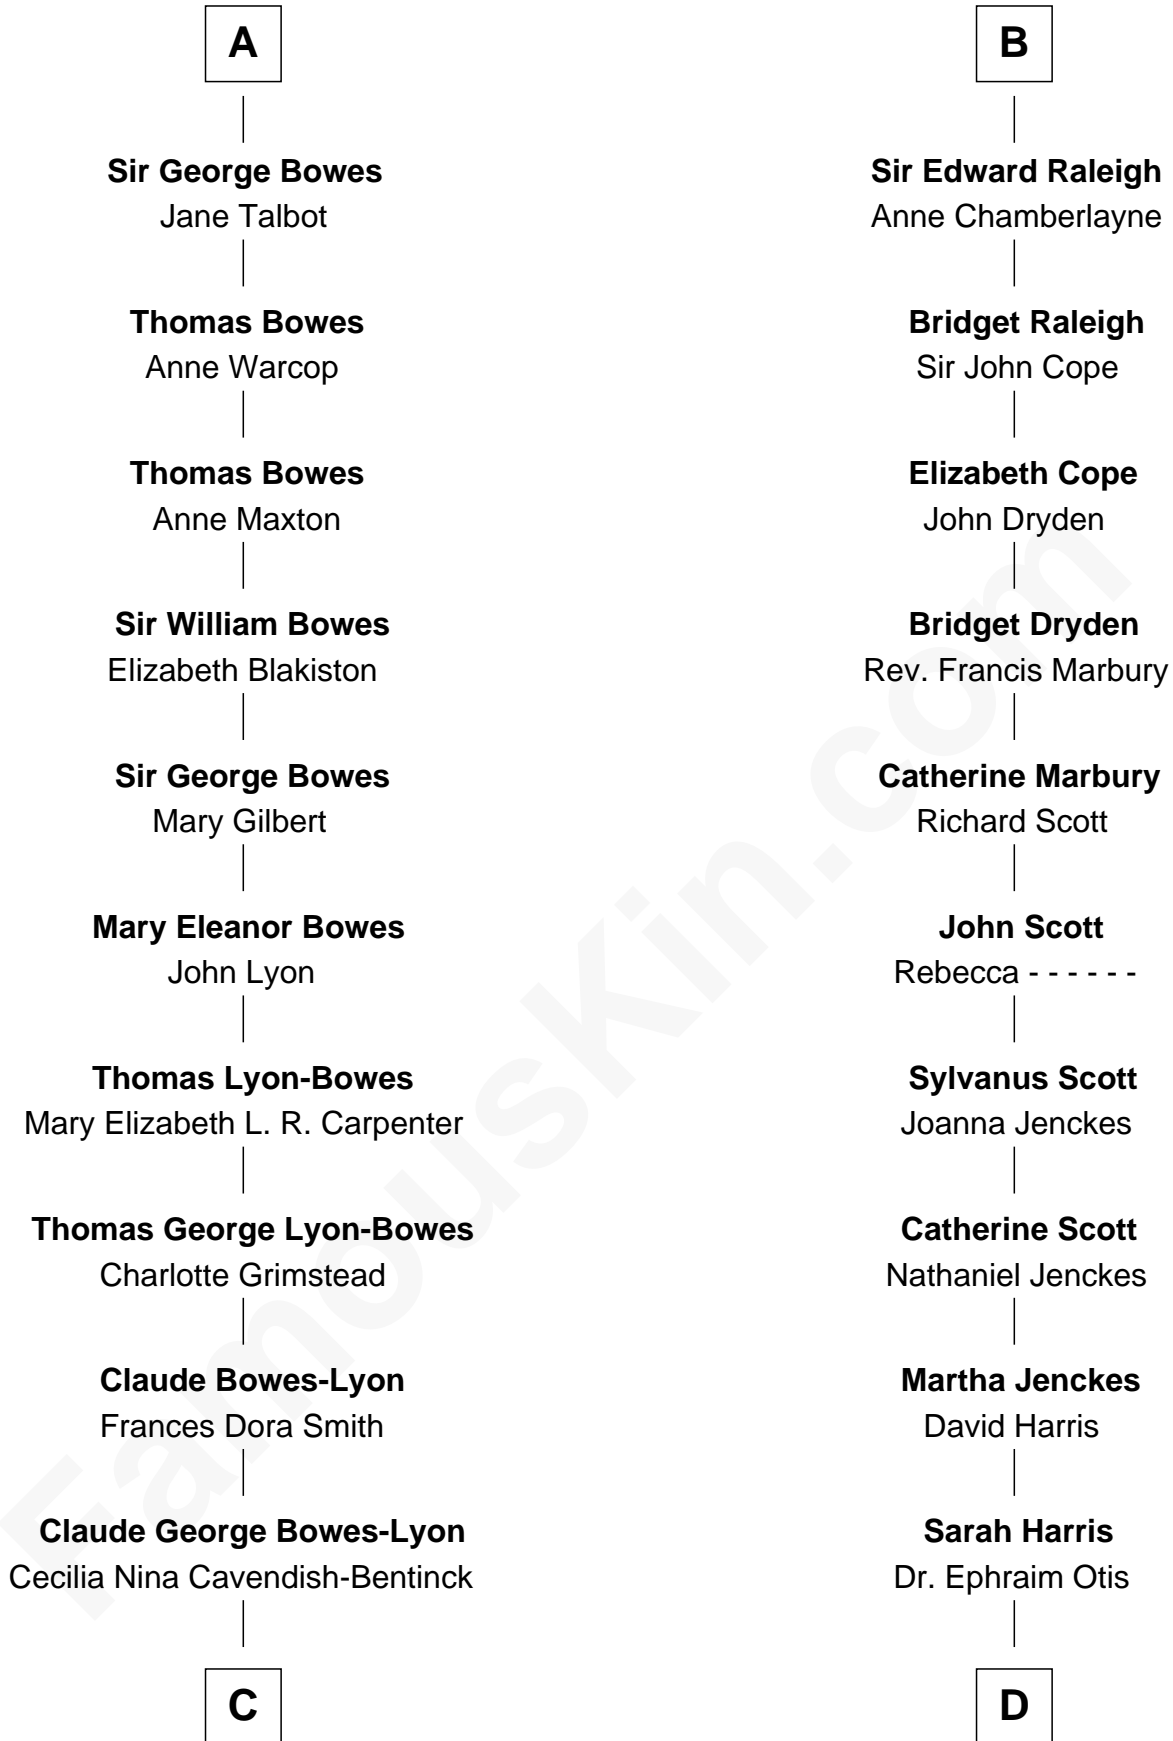 A
Sir George Bowes
Jane Talbot
Thomas Bowes
Anne Warcop
Thomas Bowes
Anne Maxton
Sir William Bowes
Elizabeth Blakiston
Sir George Bowes
Mary Gilbert
Mary Eleanor Bowes
John Lyon
Thomas Lyon-Bowes
Mary Elizabeth L. R. Carpenter
Thomas George Lyon-Bowes
Charlotte Grimstead
Claude Bowes-Lyon
Frances Dora Smith
Claude George Bowes-Lyon
Cecilia Nina Cavendish-Bentinck
C
B
Sir Edward Raleigh
Anne Chamberlayne
Bridget Raleigh
Sir John Cope
Elizabeth Cope
John Dryden
Bridget Dryden
Rev. Francis Marbury
Catherine Marbury
Richard Scott
John Scott
Rebecca - - - - - -
Sylvanus Scott
Joanna Jenckes
Catherine Scott
Nathaniel Jenckes
Martha Jenckes
David Harris
Sarah Harris
Dr. Ephraim Otis
D
FamousKin.com